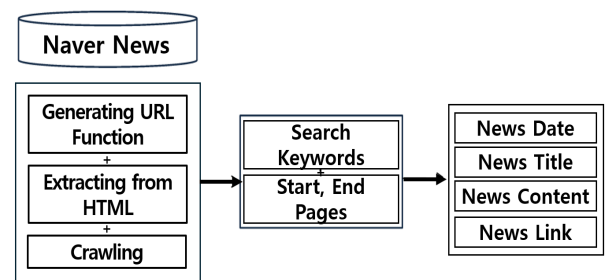 Naver News
Generating URL
Function
+
Extracting from
HTML
+
Crawling
Search
Keywords
+
Start, End
Pages
News Date
News Title
News Content
News Link